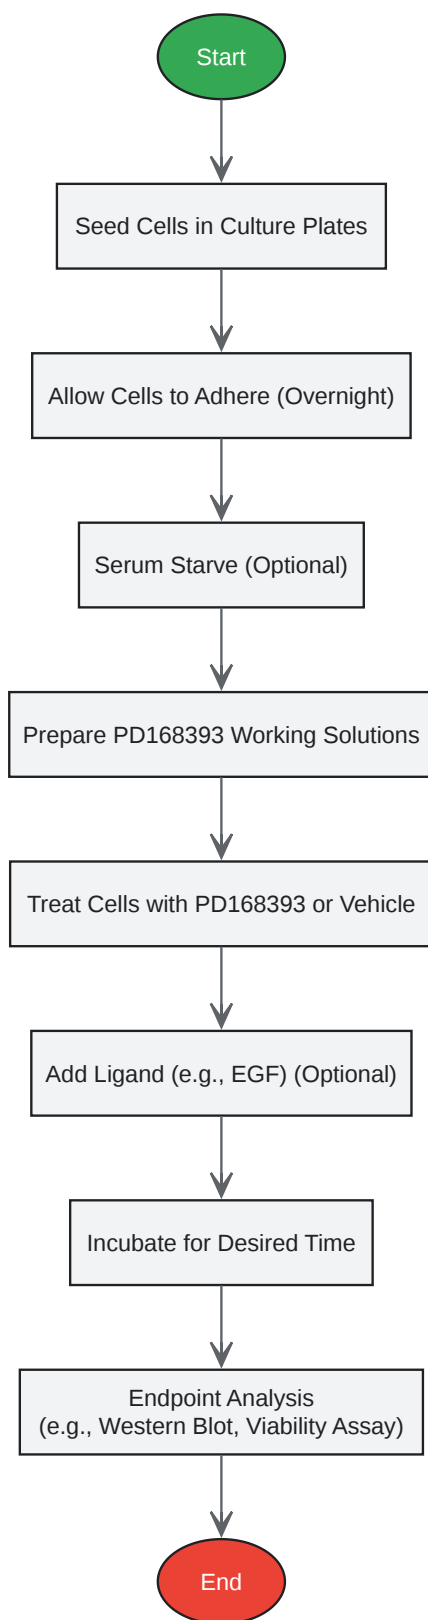 Start
Seed Cells in Culture Plates
Allow Cells to Adhere (Overnight)
Serum Starve (Optional)
Prepare PD168393 Working Solutions
Treat Cells with PD168393 or Vehicle
Add Ligand (e.g., EGF) (Optional)
Incubate for Desired Time
Endpoint Analysis
(e.g., Western Blot, Viability Assay)
End